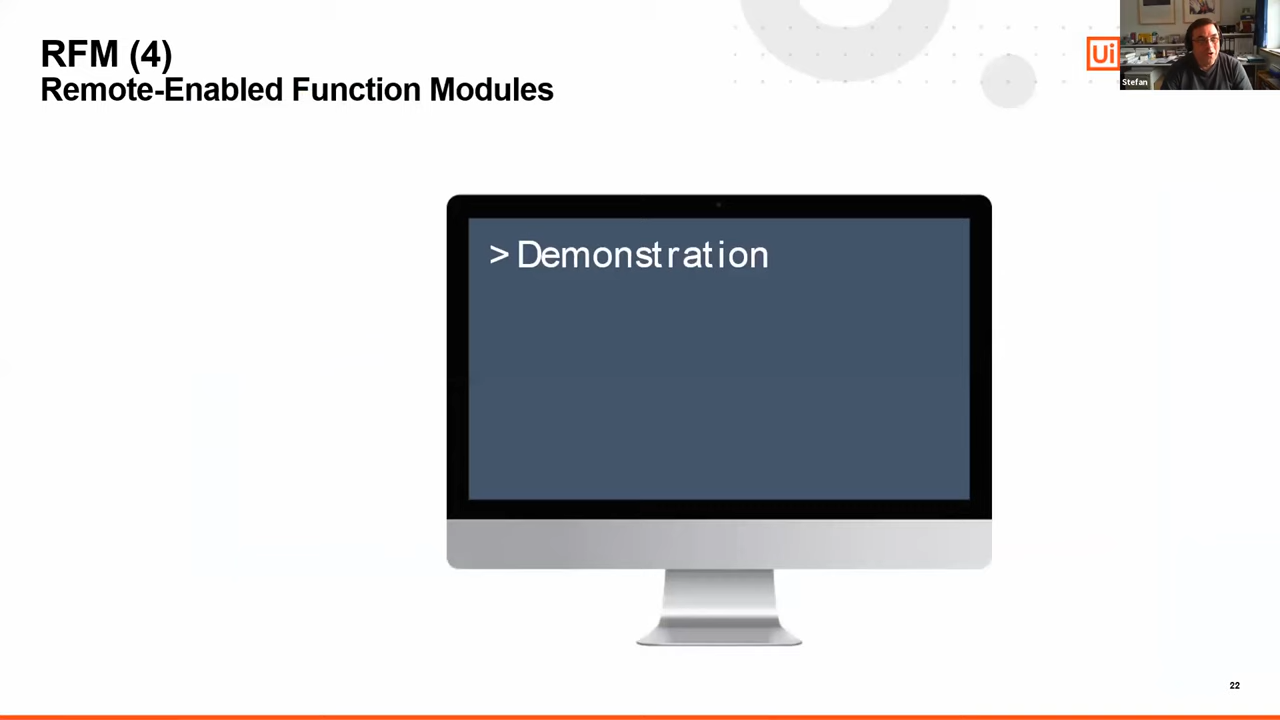 RFM (4)
Remote-Enabled Function Modules
Ui
Stefan
>Demonstration
22